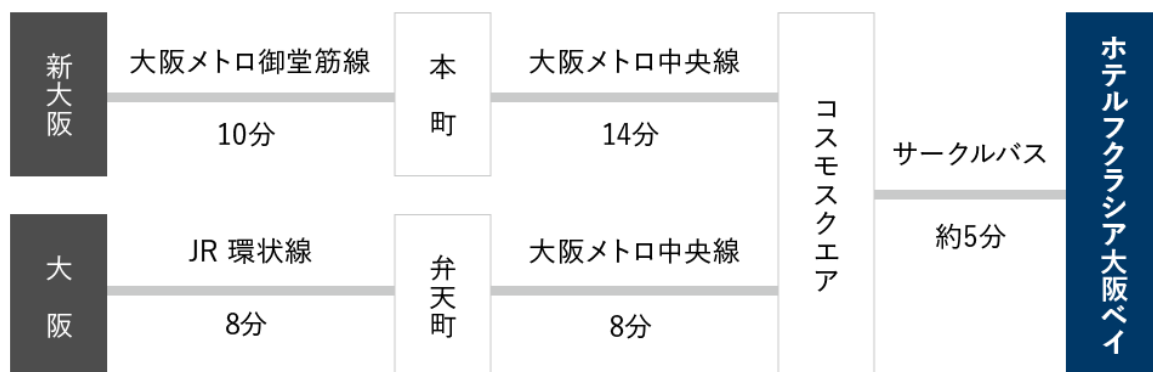 新大阪
大阪メトロ御堂筋線
10分
本町
大阪メトロ中央線
14分
大阪
JR 環状線
8分
弁天町
大阪メトロ中央線
8分
コスモスクエア
サークルバス
約5分
ホテルフクラシア大阪ベイ